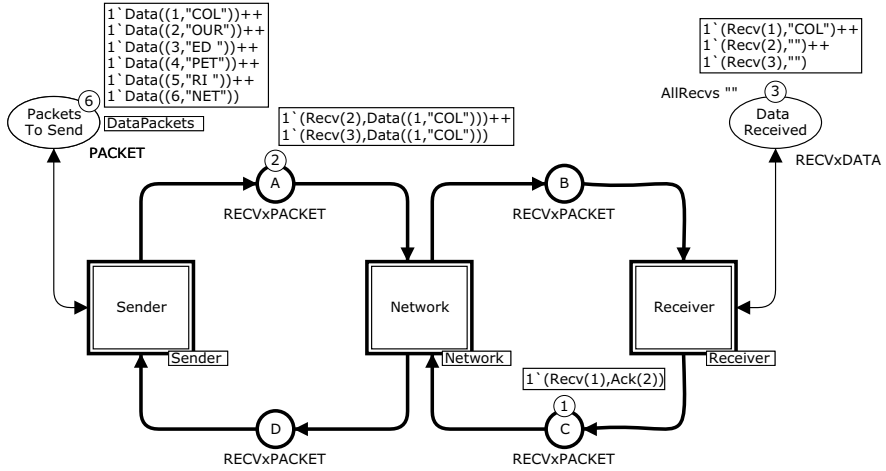 1`Data((1,"COL"))++
1`Data((2,"OUR"))++
1`Data((3,"ED "))++
1`Data((4,"PET"))++
1`Data((5,"RI "))++
1`Data((6,"NET"))
6
Packets
To Send
DataPackets
PACKET
1`(Recv(1),"COL")++
1`(Recv(2),"")++
1`(Recv(3),"")
AllRecvs ""
3
Data
Received
RECVxDATA
1`(Recv(2),Data((1,"COL")))++
1`(Recv(3),Data((1,"COL")))
2
A
RECVxPACKET
B
RECVxPACKET
Sender
Sender
Network
Network
Receiver
Receiver
1`(Recv(1),Ack(2))
1
D
RECVxPACKET
C
RECVxPACKET